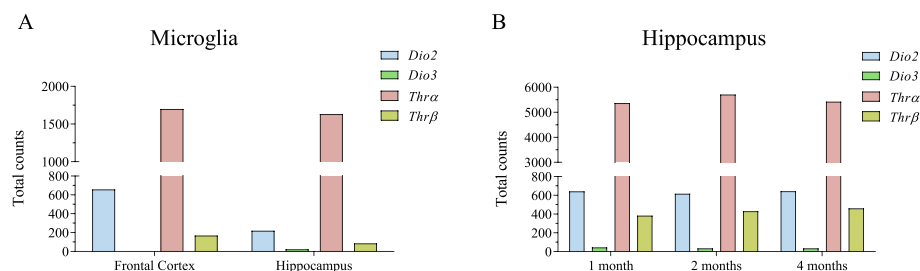 A
Microglia
Dio2
Dio3
Thrα
Thrβ
Total counts
2000
1500
1000
800
600
400
200
0
Frontal Cortex
Hippocampus
B
Hippocampus
Dio2
Dio3
Thrα
Thrβ
Total counts
6000
5000
4000
3000
800
600
400
200
0
1 month
2 months
4 months